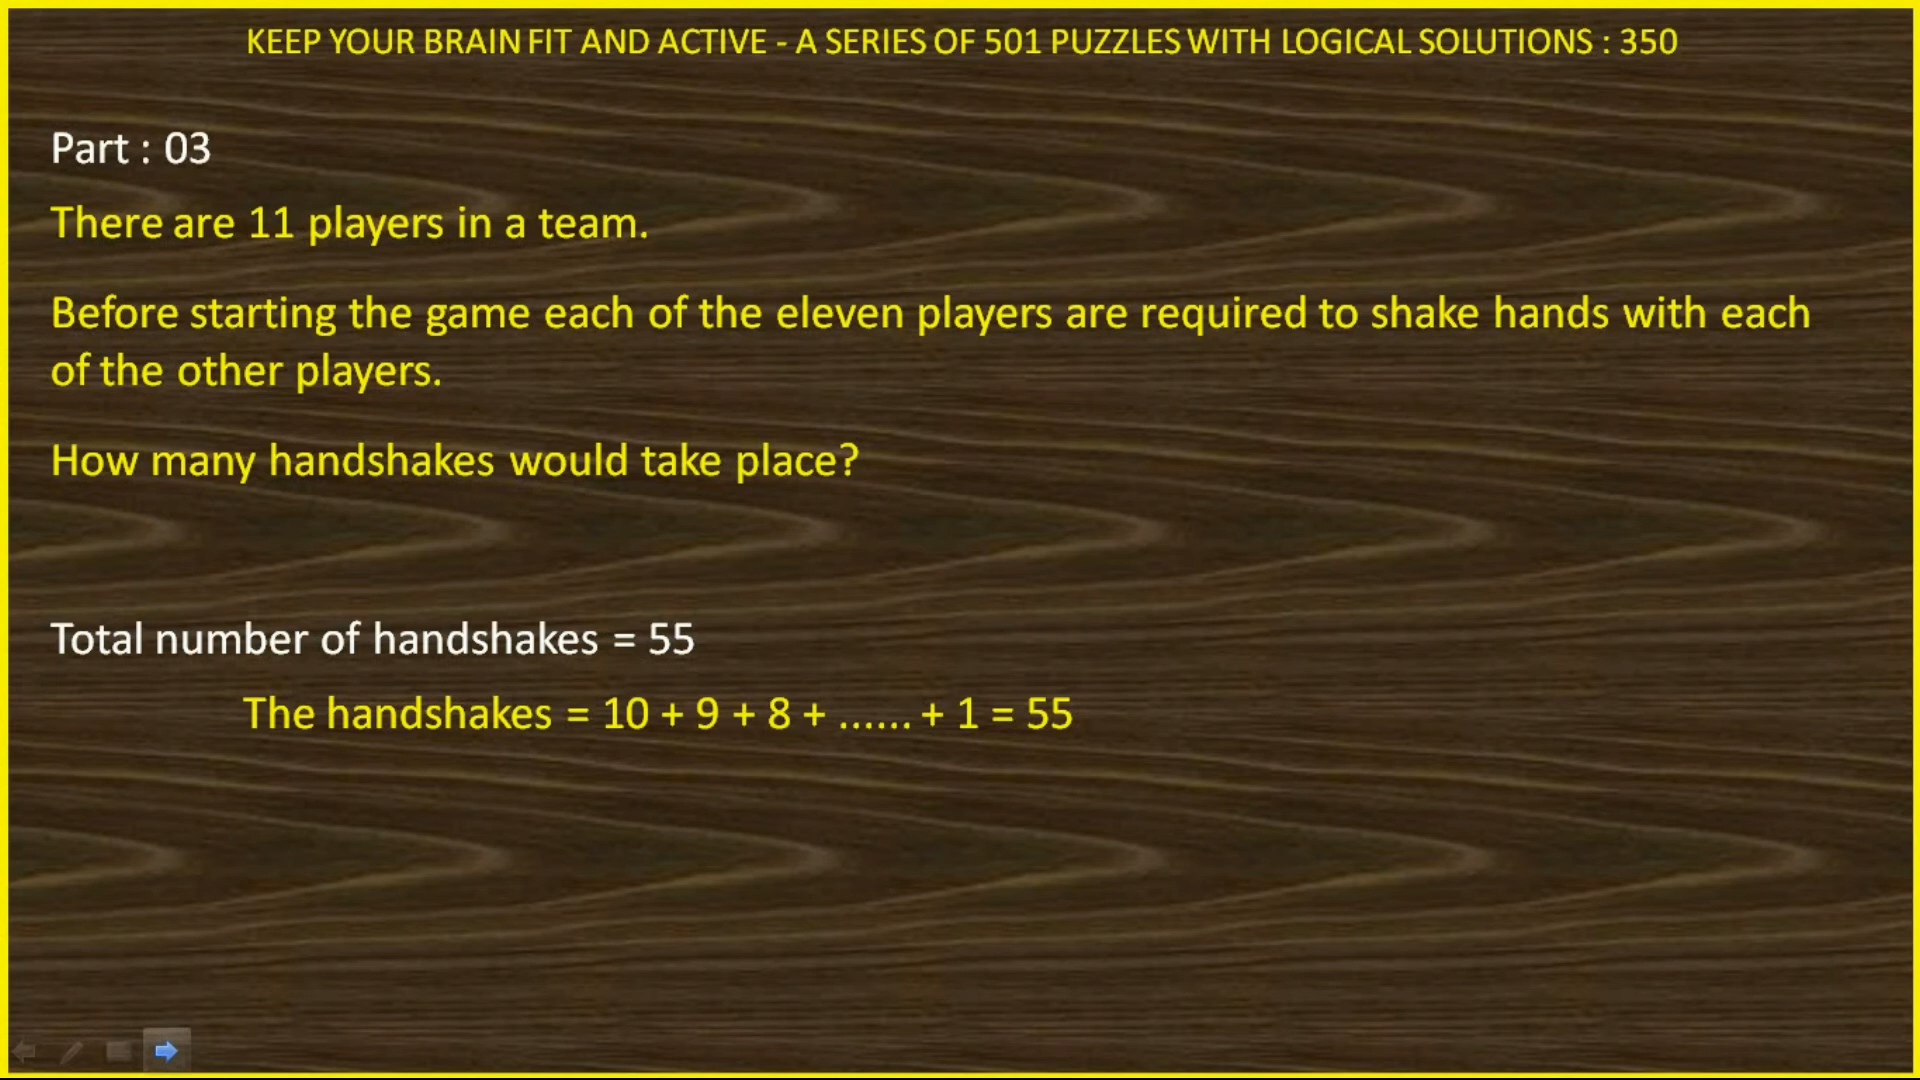 KEEP YOUR BRAIN FIT AND ACTIVE - A SERIES OF 501 PUZZLES WITH LOGICAL SOLUTIONS : 350
Part : 03
There are 11 players in a team.
Before starting the game each of the eleven players are required to shake hands with each
of the other players.
How many handshakes would take place?
Total number of handshakes = 55
The handshakes = 10 + 9 + 8 + ...... + 1 = 55